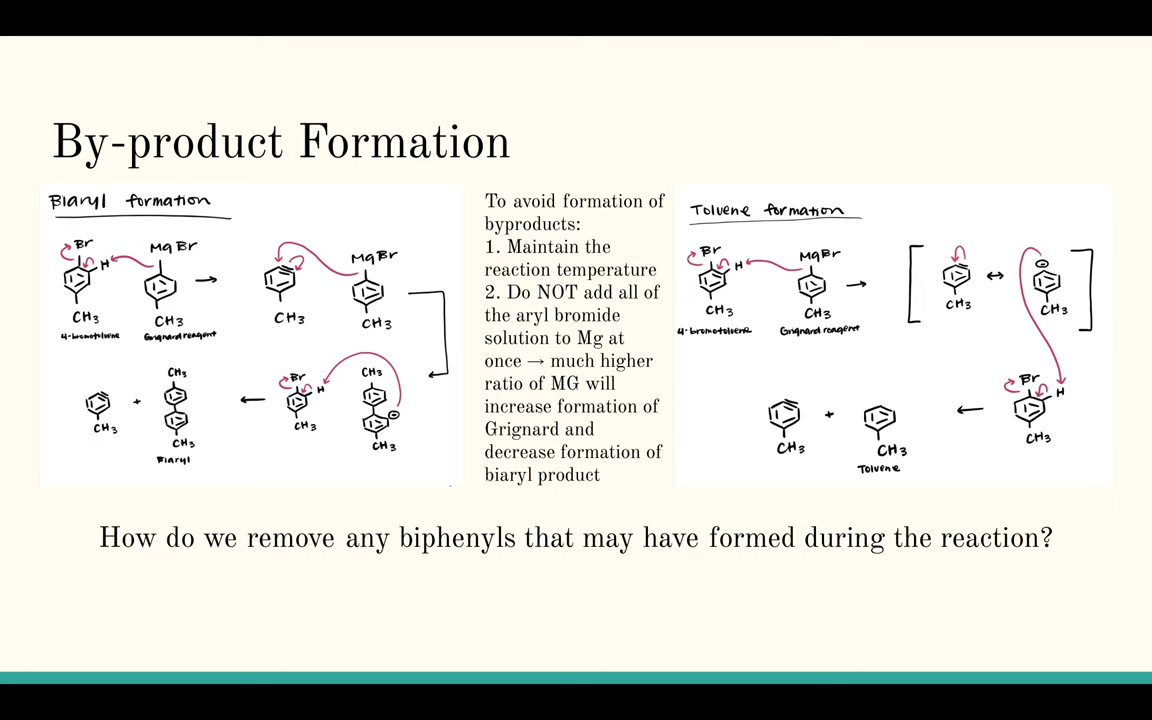 By-product Formation
Biaryl formation
Br
H
MgBr
CH3
CH3
4-bromotoluene
Grignard reagent
MgBr
CH3
CH3
CH3
Br
H
CH3
CH3
+
CH3
CH3
CH3
Biaryl
CH3
To avoid formation of
byproducts:
1. Maintain the
reaction temperature
2. Do NOT add all of
the aryl bromide
solution to Mg at
once → much higher
ratio of MG will
increase formation of
Grignard and
decrease formation of
biaryl product
Toluene formation
Br
H
MgBr
CH3
CH3
4-bromotoluene
Grignard reagent
CH3
CH3
Br
H
CH3
+
CH3
CH3
Toluene
How do we remove any biphenyls that may have formed during the reaction?